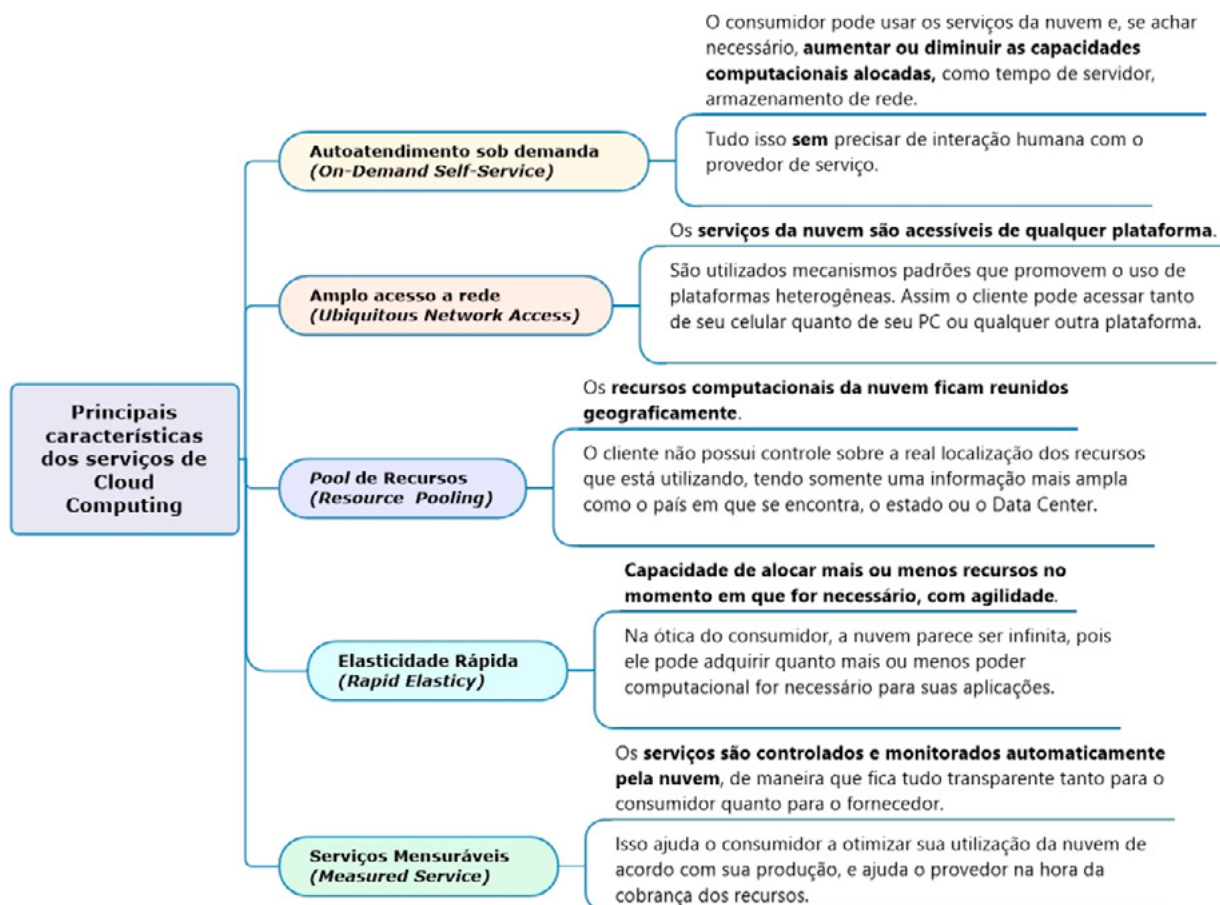 Principais
características
dos serviços de
Cloud
Computing
Autoatendimento sob demanda
(On-Demand Self-Service)
O consumidor pode usar os serviços da nuvem e, se achar
necessário, aumentar ou diminuir as capacidades
computacionais alocadas, como tempo de servidor,
armazenamento de rede.
Tudo isso sem precisar de interação humana com o
provedor de serviço.
Amplo acesso a rede
(Ubiquitous Network Access)
Os serviços da nuvem são acessíveis de qualquer plataforma.
São utilizados mecanismos padrões que promovem o uso de
plataformas heterogêneas. Assim o cliente pode acessar tanto
de seu celular quanto de seu PC ou qualquer outra plataforma.
Pool de Recursos
(Resource Pooling)
Os recursos computacionais da nuvem ficam reunidos
geograficamente.
O cliente não possui controle sobre a real localização dos recursos
que está utilizando, tendo somente uma informação mais ampla
como o país em que se encontra, o estado ou o Data Center.
Elasticidade Rápida
(Rapid Elasticy)
Capacidade de alocar mais ou menos recursos no
momento em que for necessário, com agilidade.
Na ótica do consumidor, a nuvem parece ser infinita, pois
ele pode adquirir quanto mais ou menos poder
computacional for necessário para suas aplicações.
Serviços Mensuráveis
(Measured Service)
Os serviços são controlados e monitorados automaticamente
pela nuvem, de maneira que fica tudo transparente tanto para o
consumidor quanto para o fornecedor.
Isso ajuda o consumidor a otimizar sua utilização da nuvem de
acordo com sua produção, e ajuda o provedor na hora da
cobrança dos recursos.